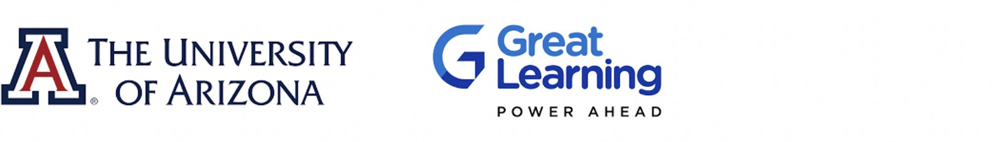 A
THE UNIVERSITY
OF ARIZONA
®
G
Great
Learning
POWER AHEAD